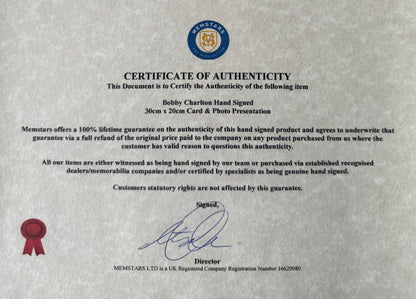 MEMSTARS
CERTIFICATE OF AUTHENTICITY
This Document is to Certify the Authenticity of the following item
Bobby Charlton Hand Signed
30cm x 20cm Card & Photo Presentation
Memstars offers a 100% lifetime guarantee on the authenticity of this hand signed product and agrees to underwrite that
guarantee via a full refund of the original price paid to the company on any product purchased from us where the
customer has valid reason to questions this authenticity.
All our items are either witnessed as being hand signed by our team or purchased via established recognised
dealers/memorabilia companies and/or certified by specialists as being genuine hand signed.
Customers statutory rights are not affected by this guarantee.
Signed,
Director
MEMSTARS LTD is a UK Registered Company Registration Number 16620080